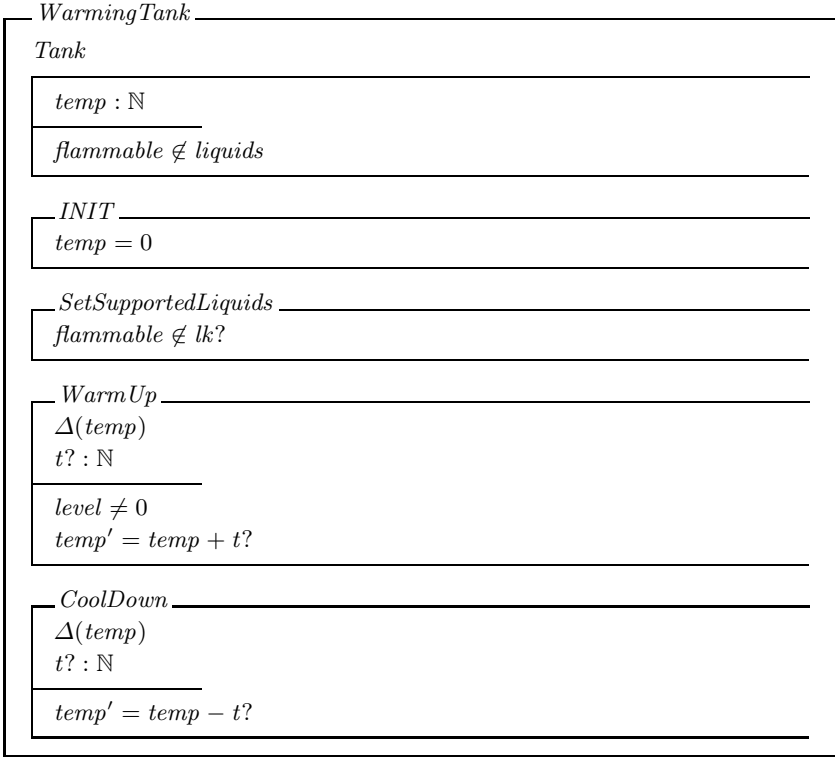 WarmingTank
Tank
temp : ℕ
flammable ∉ liquids
INIT
temp = 0
SetSupportedLiquids
flammable ∉ lk?
WarmUp
Δ(temp)
t? : ℕ
level ≠ 0
temp′ = temp + t?
CoolDown
Δ(temp)
t? : ℕ
temp′ = temp − t?